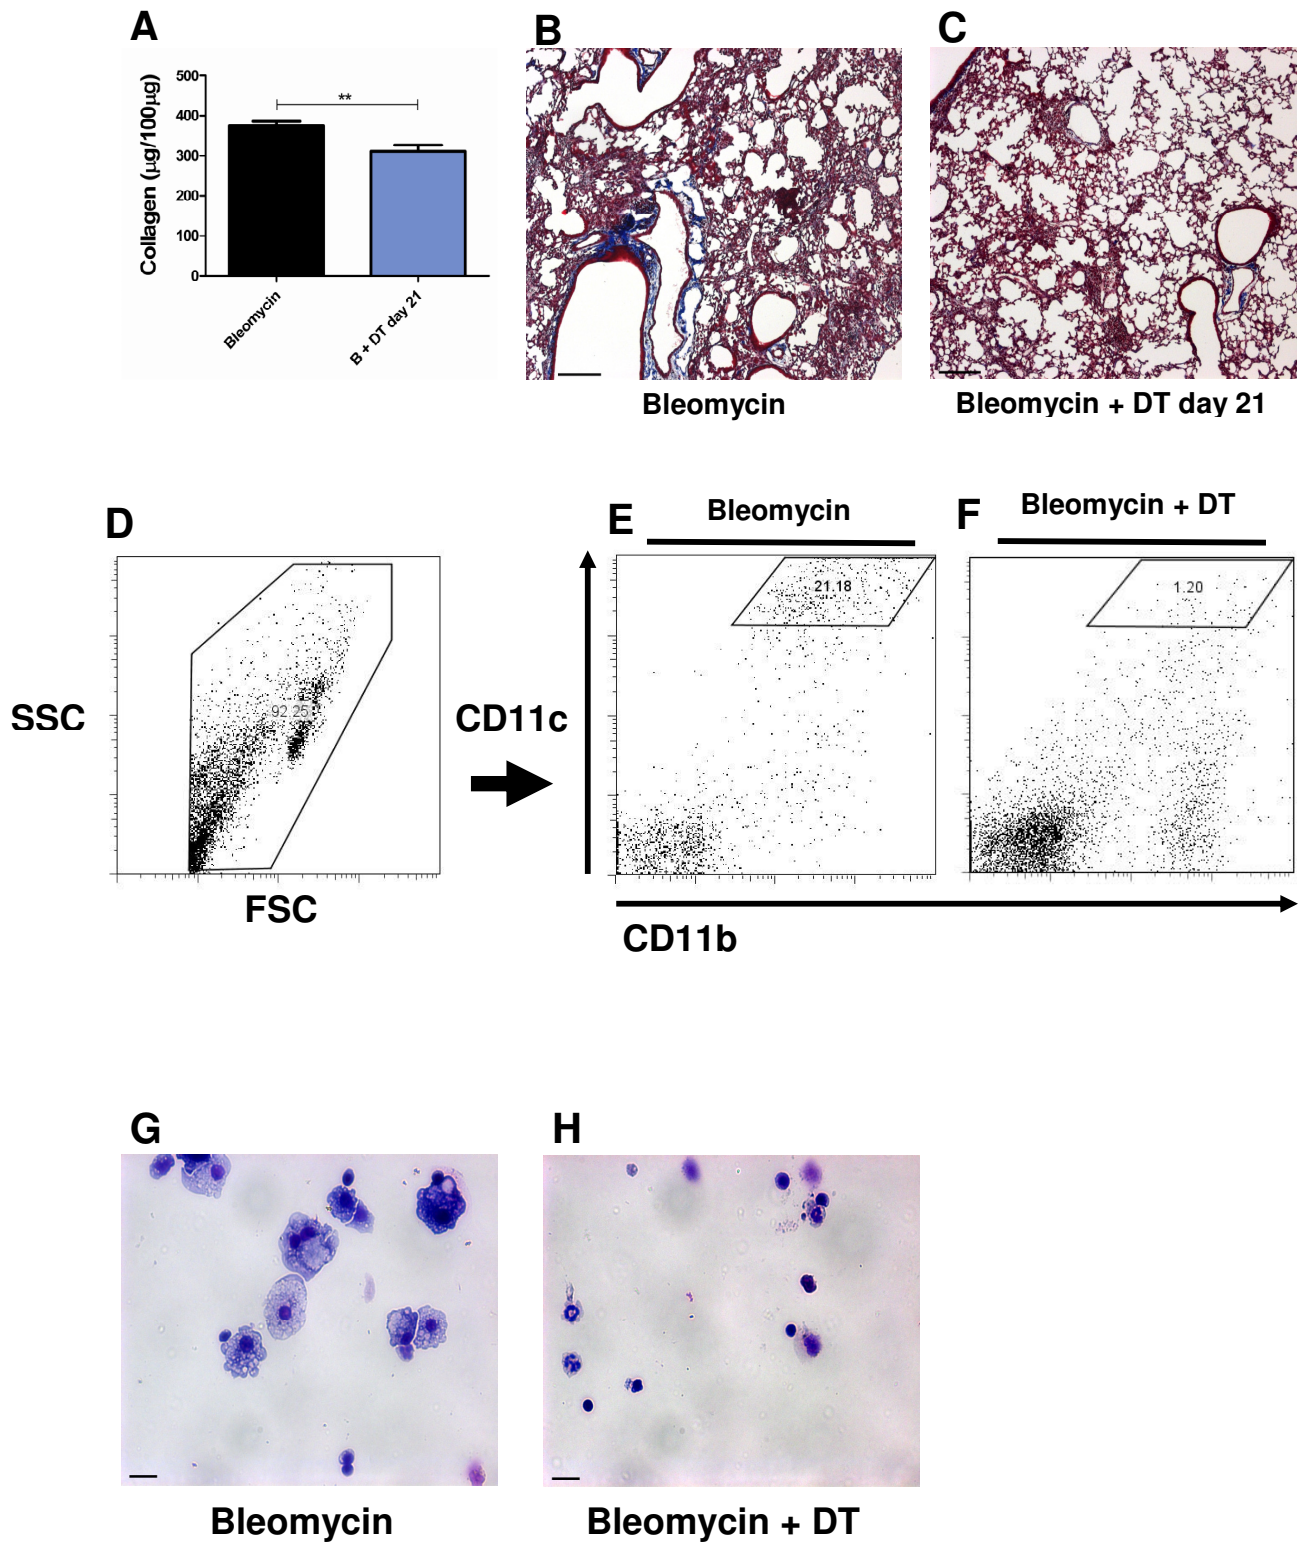 A
B
C
500
400
300
200
100
0
Collagen (μg/100μg)
**
Bleomycin
B + DT day 21
Bleomycin
Bleomycin + DT day 21
D
E
Bleomycin
F
Bleomycin + DT
92.25
21.18
1.20
SSC
CD11c
FSC
CD11b
G
H
Bleomycin
Bleomycin + DT